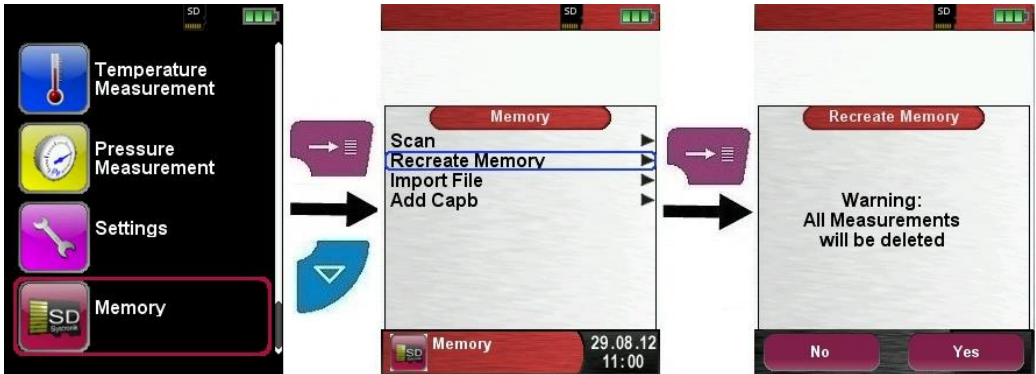 SD
Temperature
Measurement
Pressure
Measurement
Settings
SD
Memory
SD
Memory
Scan
Recreate Memory
Import File
Add Capb
SD
Memory
29.08.12
11:00
SD
Recreate Memory
Warning:
All Measurements
will be deleted
No
Yes